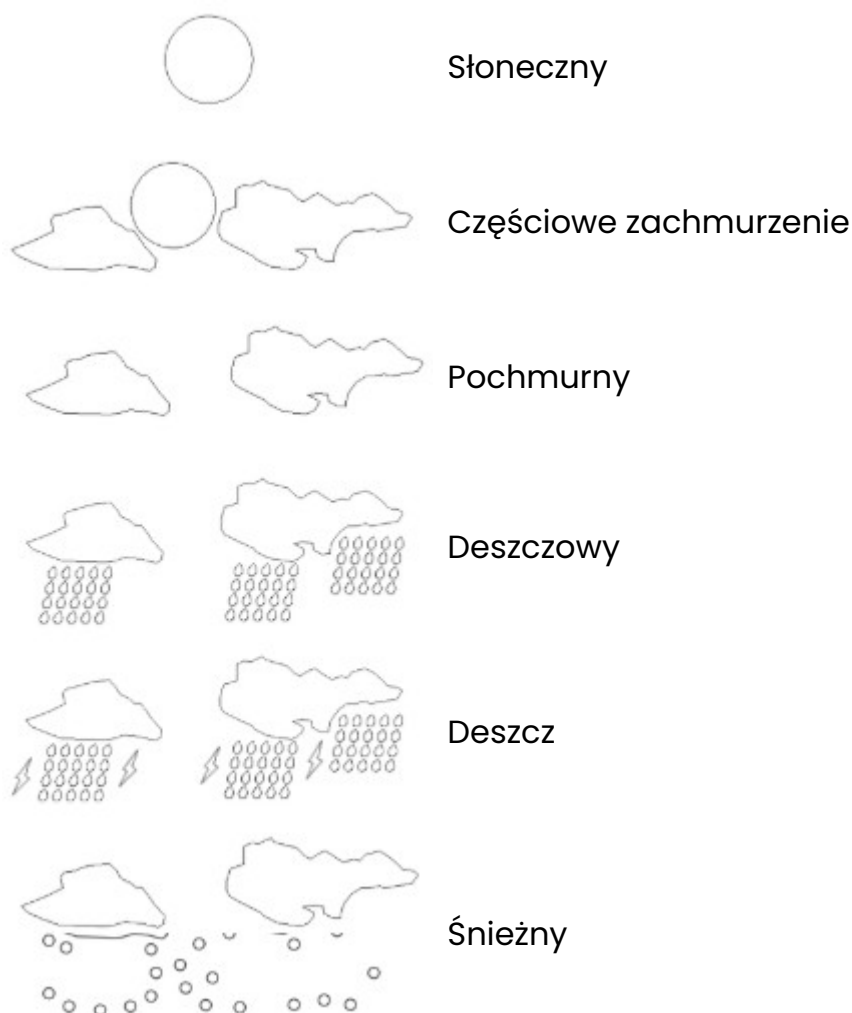 Słoneczny
Częściowe zachmurzenie
Pochmurny
Deszczowy
Deszcz
Śnieżny